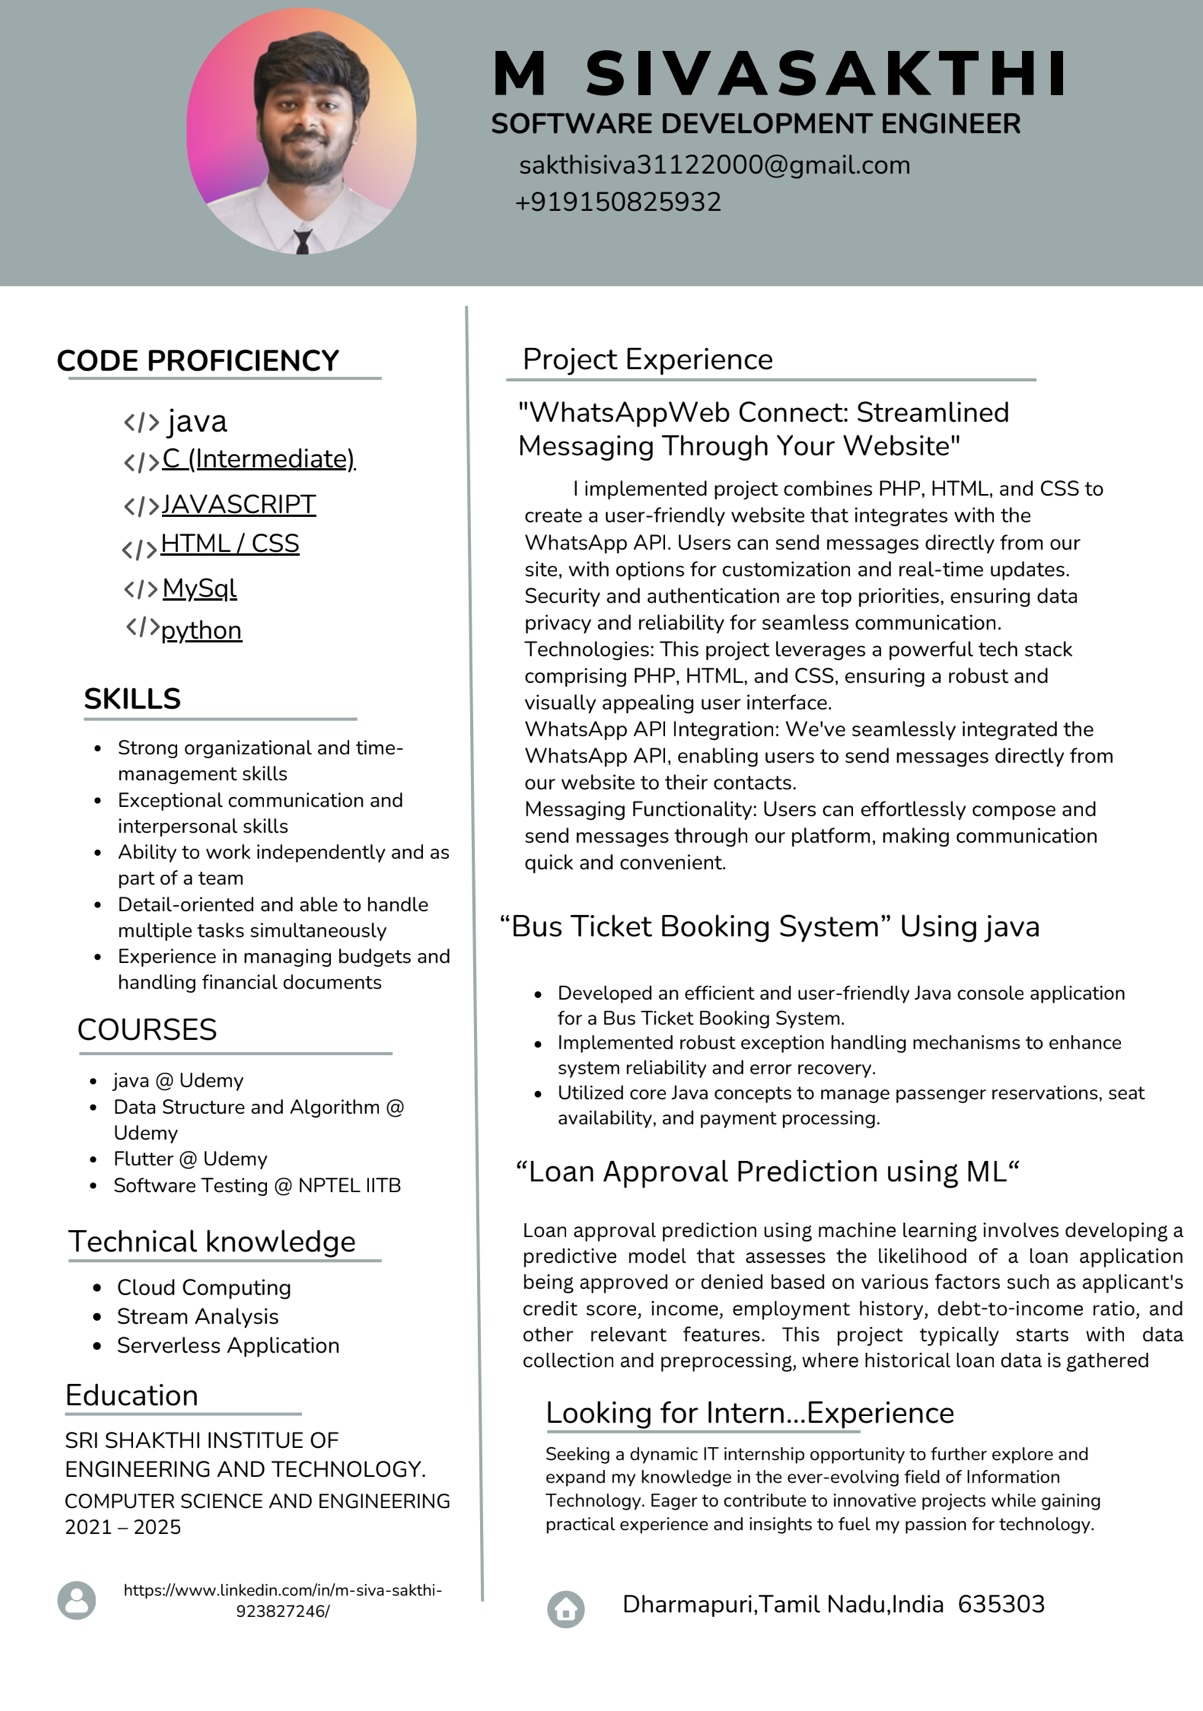 M SIVASAKTHI
SOFTWARE DEVELOPMENT ENGINEER
sakthisiva31122000@gmail.com
+919150825932
CODE PROFICIENCY
</> java
</> C (Intermediate)
</> JAVASCRIPT
</> HTML / CSS
</> MySql
</> python
SKILLS
• Strong organizational and time-
management skills
• Exceptional communication and
interpersonal skills
• Ability to work independently and as
part of a team
• Detail-oriented and able to handle
multiple tasks simultaneously
• Experience in managing budgets and
handling financial documents
COURSES
• java @ Udemy
• Data Structure and Algorithm @
Udemy
• Flutter @ Udemy
• Software Testing @ NPTEL IITB
Technical knowledge
• Cloud Computing
• Stream Analysis
• Serverless Application
Education
SRI SHAKTHI INSTITUE OF
ENGINEERING AND TECHNOLOGY.
COMPUTER SCIENCE AND ENGINEERING
2021 – 2025
https://www.linkedin.com/in/m-siva-sakthi-
923827246/
Project Experience
"WhatsAppWeb Connect: Streamlined
Messaging Through Your Website"
I implemented project combines PHP, HTML, and CSS to
create a user-friendly website that integrates with the
WhatsApp API. Users can send messages directly from our
site, with options for customization and real-time updates.
Security and authentication are top priorities, ensuring data
privacy and reliability for seamless communication.
Technologies: This project leverages a powerful tech stack
comprising PHP, HTML, and CSS, ensuring a robust and
visually appealing user interface.
WhatsApp API Integration: We've seamlessly integrated the
WhatsApp API, enabling users to send messages directly from
our website to their contacts.
Messaging Functionality: Users can effortlessly compose and
send messages through our platform, making communication
quick and convenient.
“Bus Ticket Booking System” Using java
• Developed an efficient and user-friendly Java console application
for a Bus Ticket Booking System.
• Implemented robust exception handling mechanisms to enhance
system reliability and error recovery.
• Utilized core Java concepts to manage passenger reservations, seat
availability, and payment processing.
“Loan Approval Prediction using ML“
Loan approval prediction using machine learning involves developing a
predictive model that assesses the likelihood of a loan application
being approved or denied based on various factors such as applicant's
credit score, income, employment history, debt-to-income ratio, and
other relevant features. This project typically starts with data
collection and preprocessing, where historical loan data is gathered
Looking for Intern...Experience
Seeking a dynamic IT internship opportunity to further explore and
expand my knowledge in the ever-evolving field of Information
Technology. Eager to contribute to innovative projects while gaining
practical experience and insights to fuel my passion for technology.
Dharmapuri,Tamil Nadu,India 635303